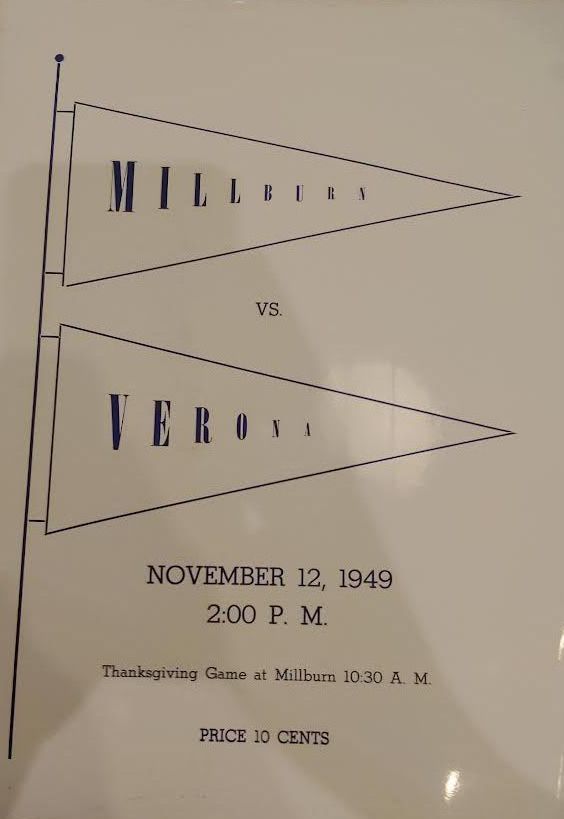 MILLBURN
VS.
VERONA
NOVEMBER 12, 1949
2:00 P. M.
Thanksgiving Game at Millburn 10:30 A. M.
PRICE 10 CENTS